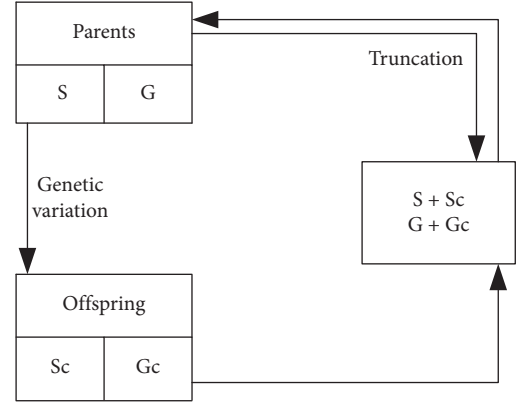 Parents
S G
Truncation
Genetic
variation
S + Sc
G + Gc
Offspring
Sc Gc